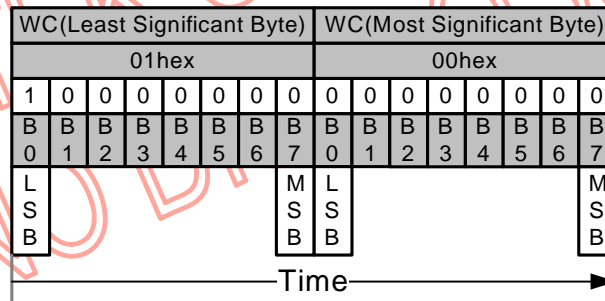 WC(Least Significant Byte) WC(Most Significant Byte)
01hex 00hex
1 0 0 0 0 0 0 0 0 0 0 0 0 0 0 0
B B B B B B B B B B B B B B B B
0 1 2 3 4 5 6 7 0 1 2 3 4 5 6 7
L M L M
S S S S
B B B B
Time